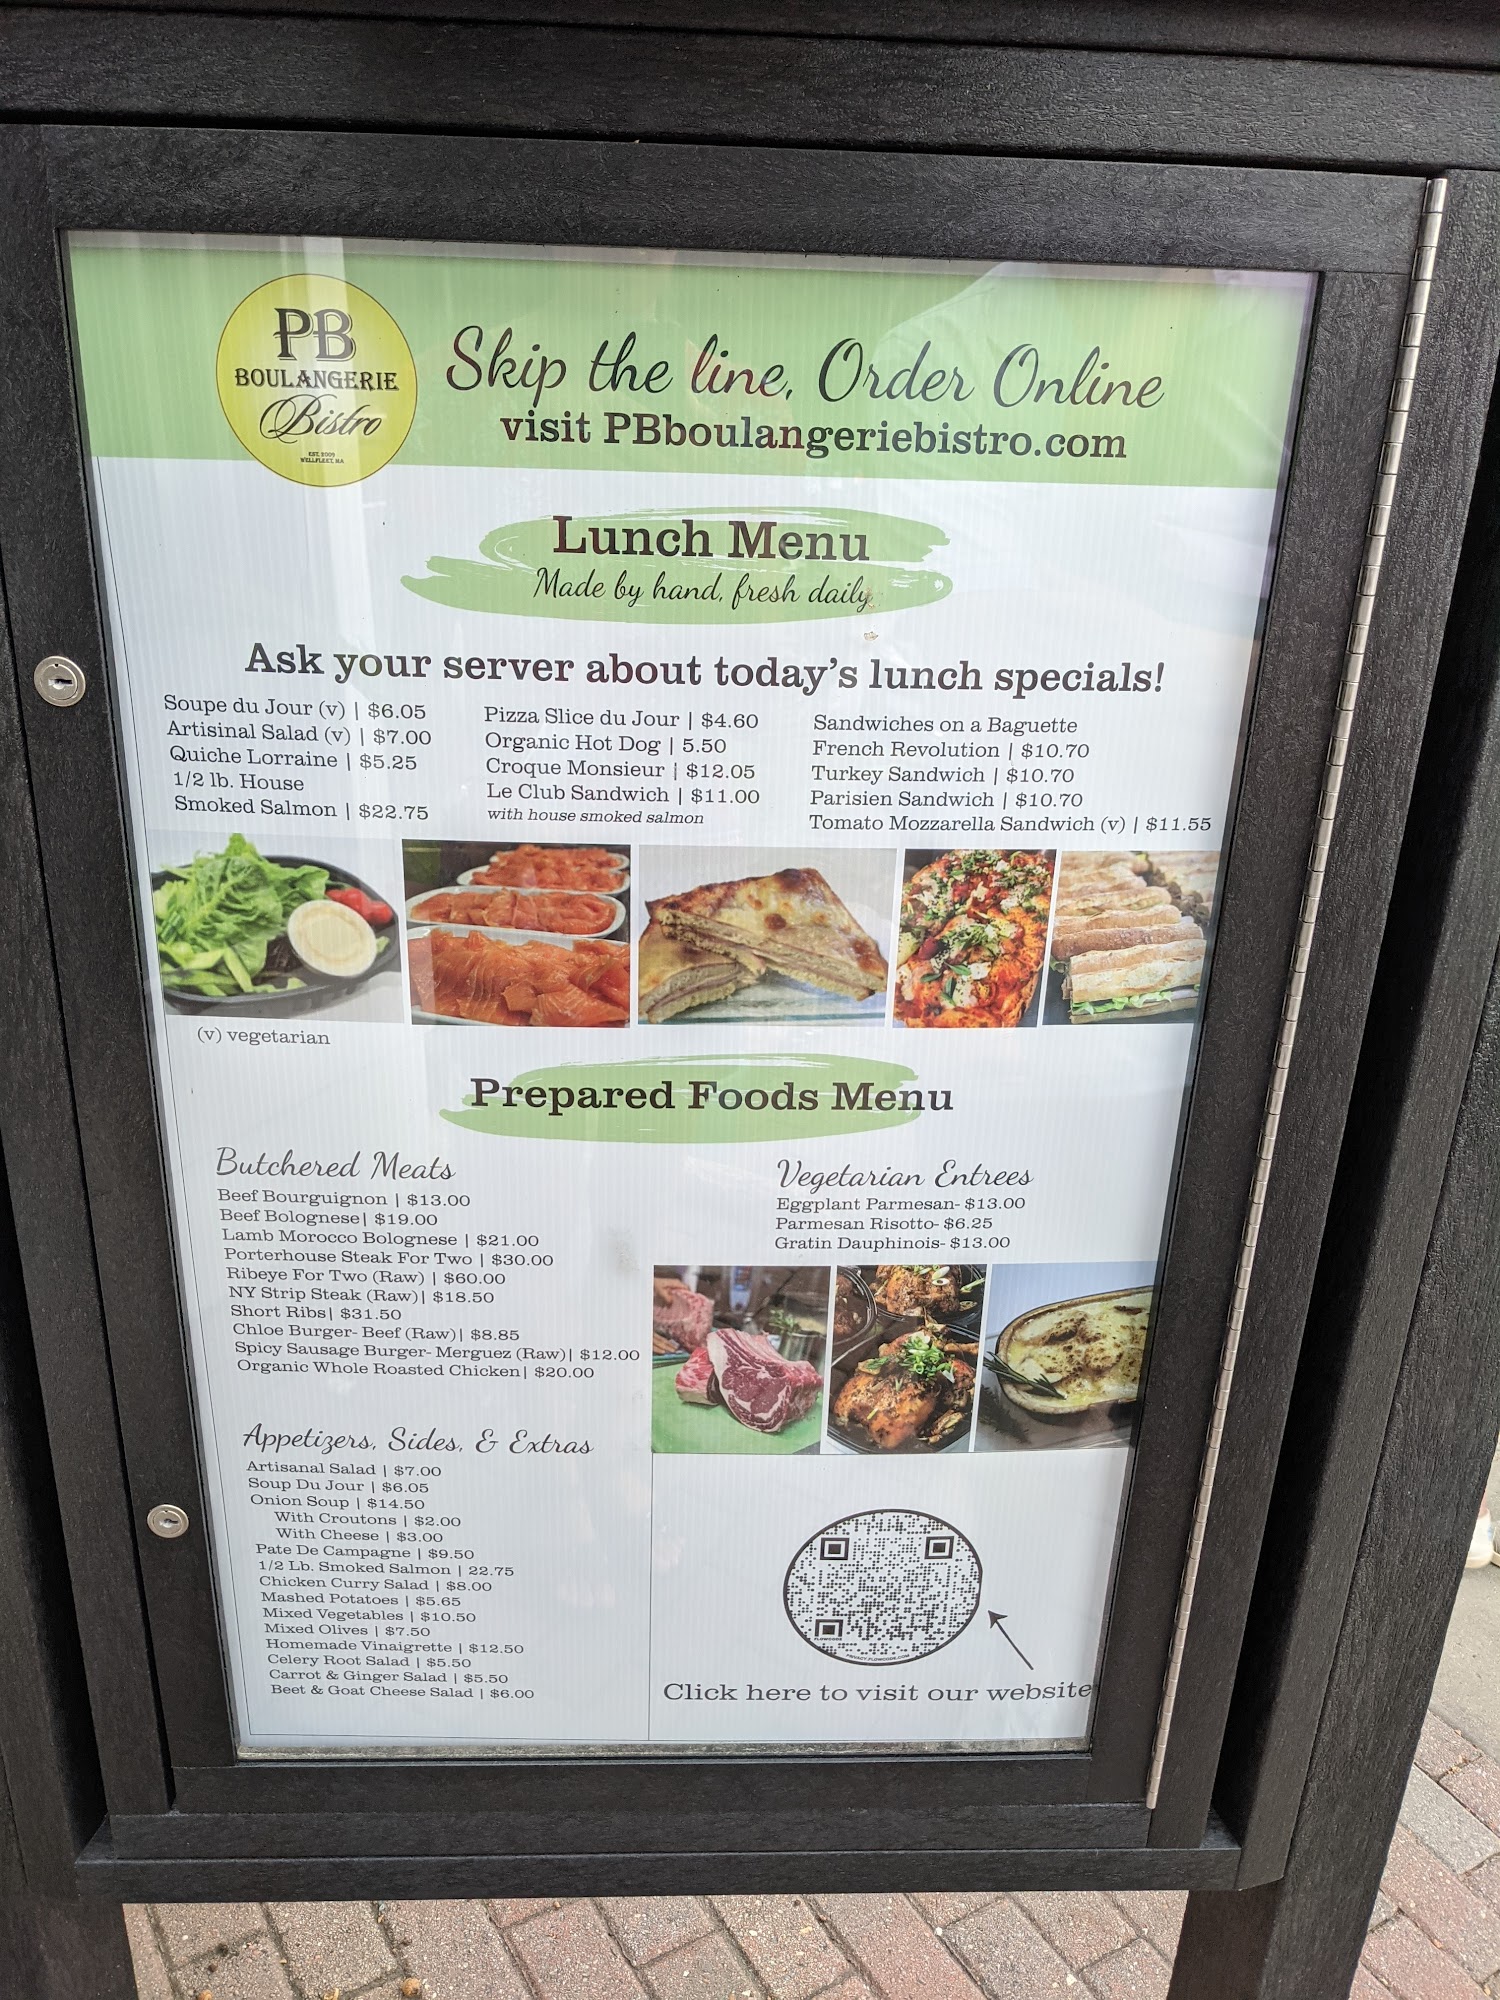 PB
BOULANGERIE
Bistro
EST. 2009
WELLFLEET, MA
Skip the line, Order Online
visit PBboulangeriebistro.com
Lunch Menu
Made by hand, fresh daily
Ask your server about today's lunch specials!
Soupe du Jour (v) | $6.05
Artisinal Salad (v) | $7.00
Quiche Lorraine | $5.25
1/2 lb. House
Smoked Salmon | $22.75
Pizza Slice du Jour | $4.60
Organic Hot Dog | 5.50
Croque Monsieur | $12.05
Le Club Sandwich | $11.00
with house smoked salmon
Sandwiches on a Baguette
French Revolution | $10.70
Turkey Sandwich | $10.70
Parisien Sandwich | $10.70
Tomato Mozzarella Sandwich (v) | $11.55
(v) vegetarian
Prepared Foods Menu
Butchered Meats
Beef Bourguignon | $13.00
Beef Bolognese| $19.00
Lamb Morocco Bolognese | $21.00
Porterhouse Steak For Two | $30.00
Ribeye For Two (Raw) | $60.00
NY Strip Steak (Raw)| $18.50
Short Ribs| $31.50
Chloe Burger- Beef (Raw)| $8.85
Spicy Sausage Burger- Merguez (Raw)| $12.00
Organic Whole Roasted Chicken| $20.00
Vegetarian Entrees
Eggplant Parmesan- $13.00
Parmesan Risotto- $6.25
Gratin Dauphinois- $13.00
Appetizers, Sides, & Extras
Artisanal Salad | $7.00
Soup Du Jour | $6.05
Onion Soup | $14.50
With Croutons | $2.00
With Cheese | $3.00
Pate De Campagne | $9.50
1/2 Lb. Smoked Salmon | 22.75
Chicken Curry Salad | $8.00
Mashed Potatoes | $5.65
Mixed Vegetables | $10.50
Mixed Olives | $7.50
Homemade Vinaigrette | $12.50
Celery Root Salad | $5.50
Carrot & Ginger Salad | $5.50
Beet & Goat Cheese Salad | $6.00
FLOWCODE
PRIVACY.FLOWCODE.COM
Click here to visit our website